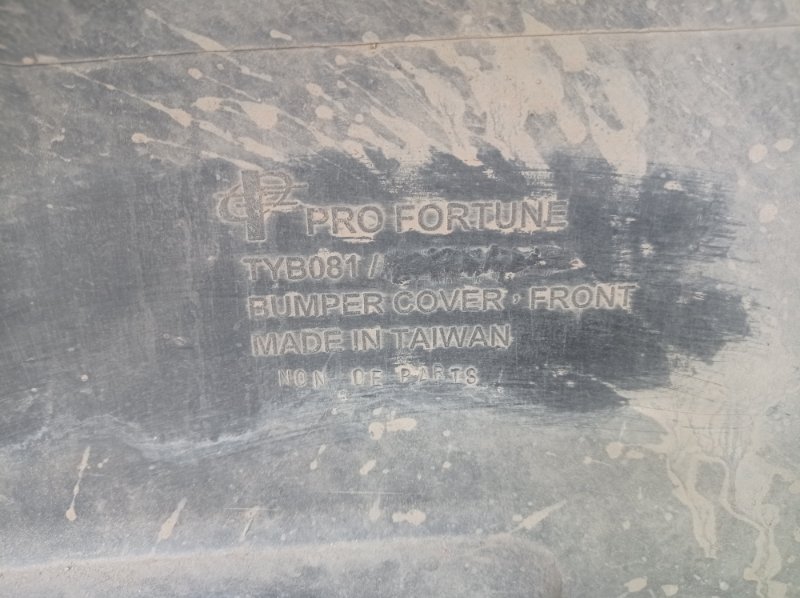 PRO FORTUNE
TYB081 /
BUMPER COVER · FRONT
MADE IN TAIWAN
NON OE PARTS